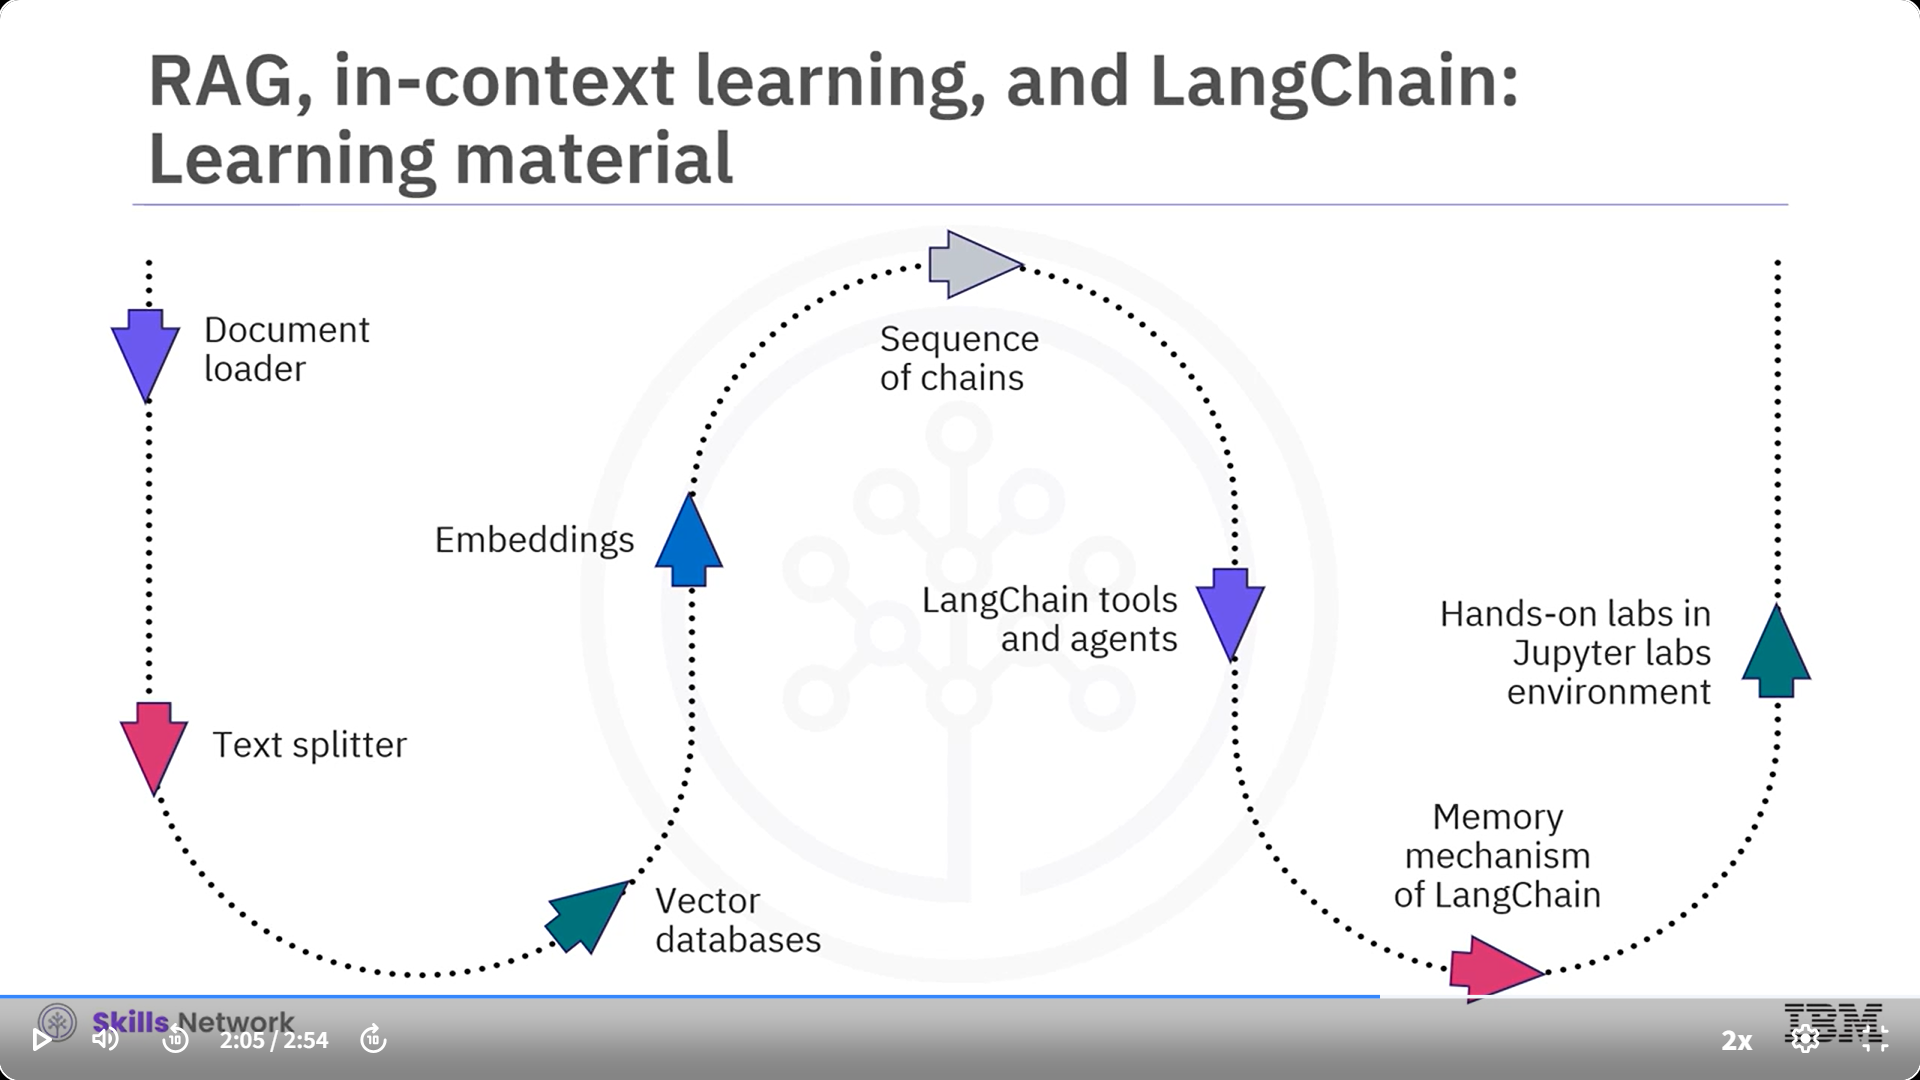 RAG, in-context learning, and LangChain:
Learning material
Document
loader
Text splitter
Vector
databases
Embeddings
Sequence
of chains
LangChain tools
and agents
Memory
mechanism
of LangChain
Hands-on labs in
Jupyter labs
environment
Skills Network
IBM
10
2:05 / 2:54
10
2x